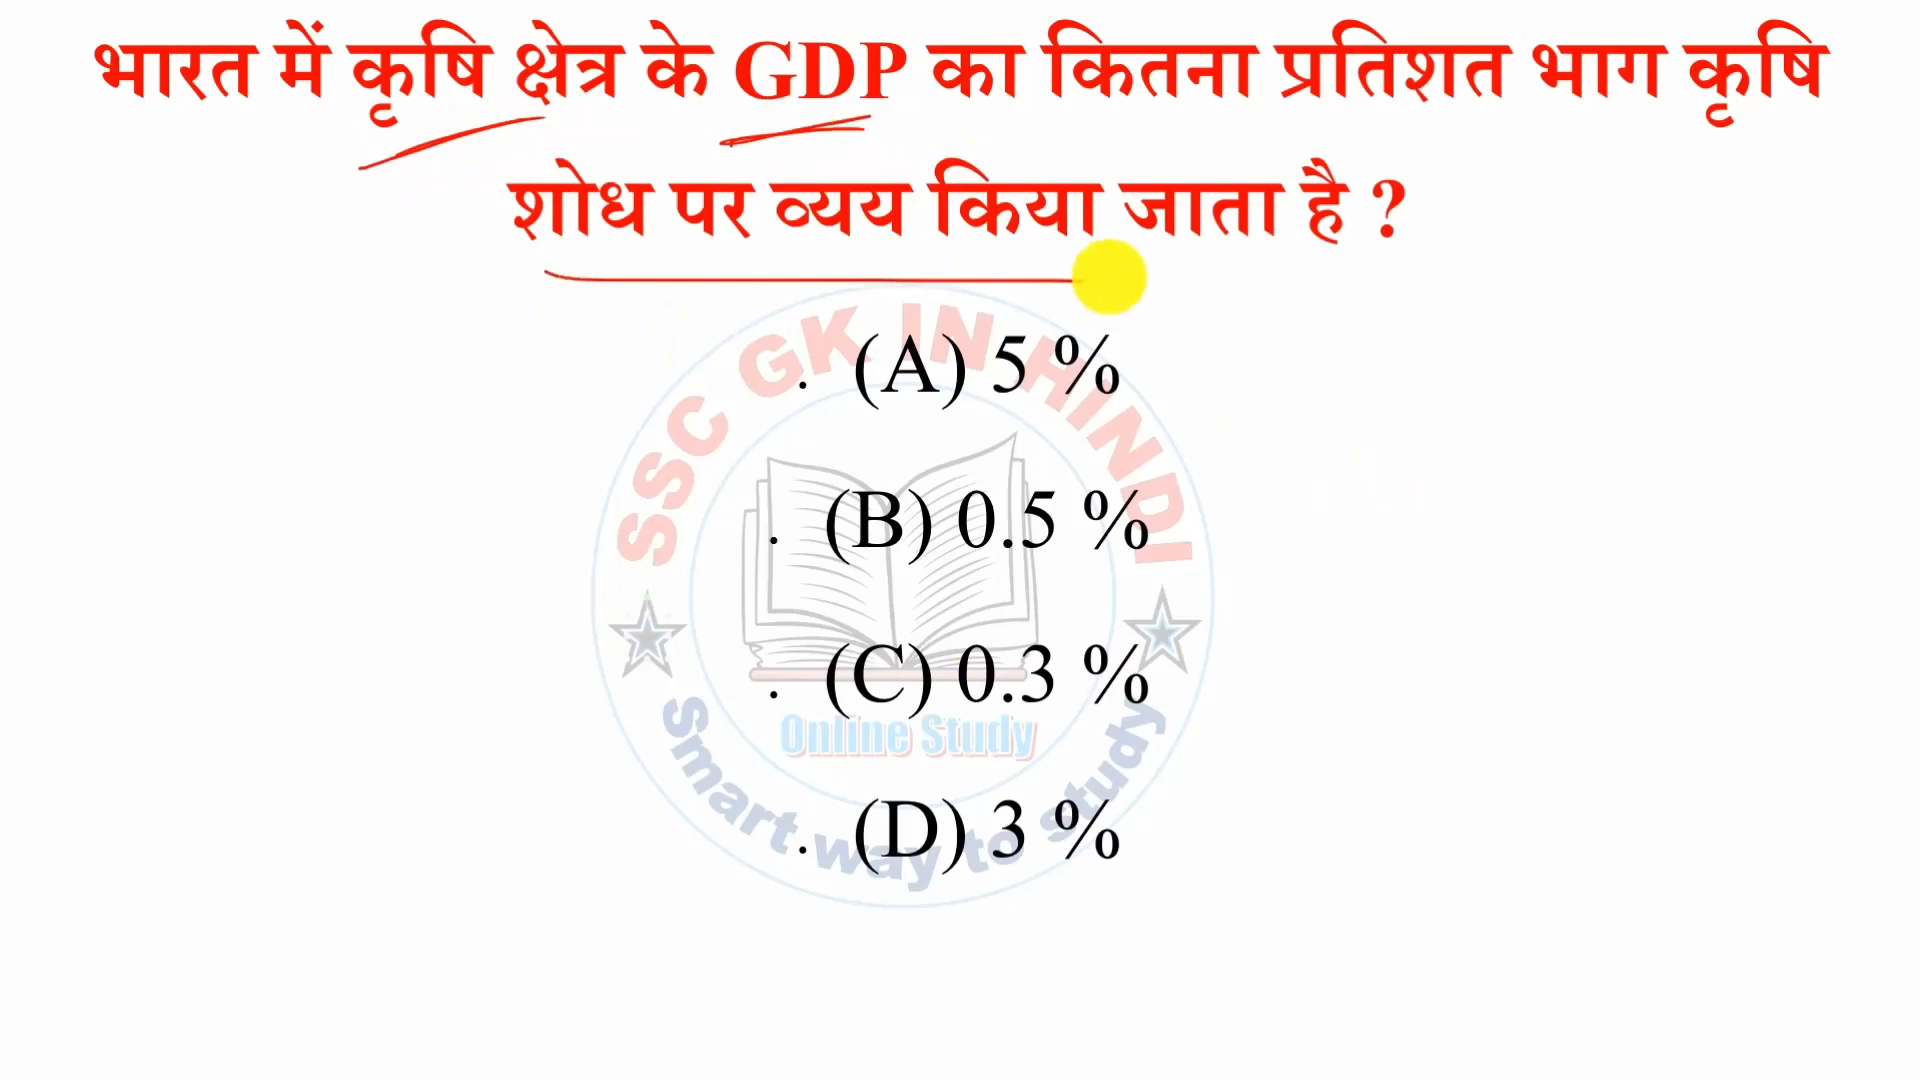 भारत में कृषि क्षेत्र के GDP का कितना प्रतिशत भाग कृषि
शोध पर व्यय किया जाता है ?
SSC GK IN HINDI
. (A) 5 %
. (B) 0.5 %
. (C) 0.3 %
Online Study
. (D) 3 %
Smart way to study